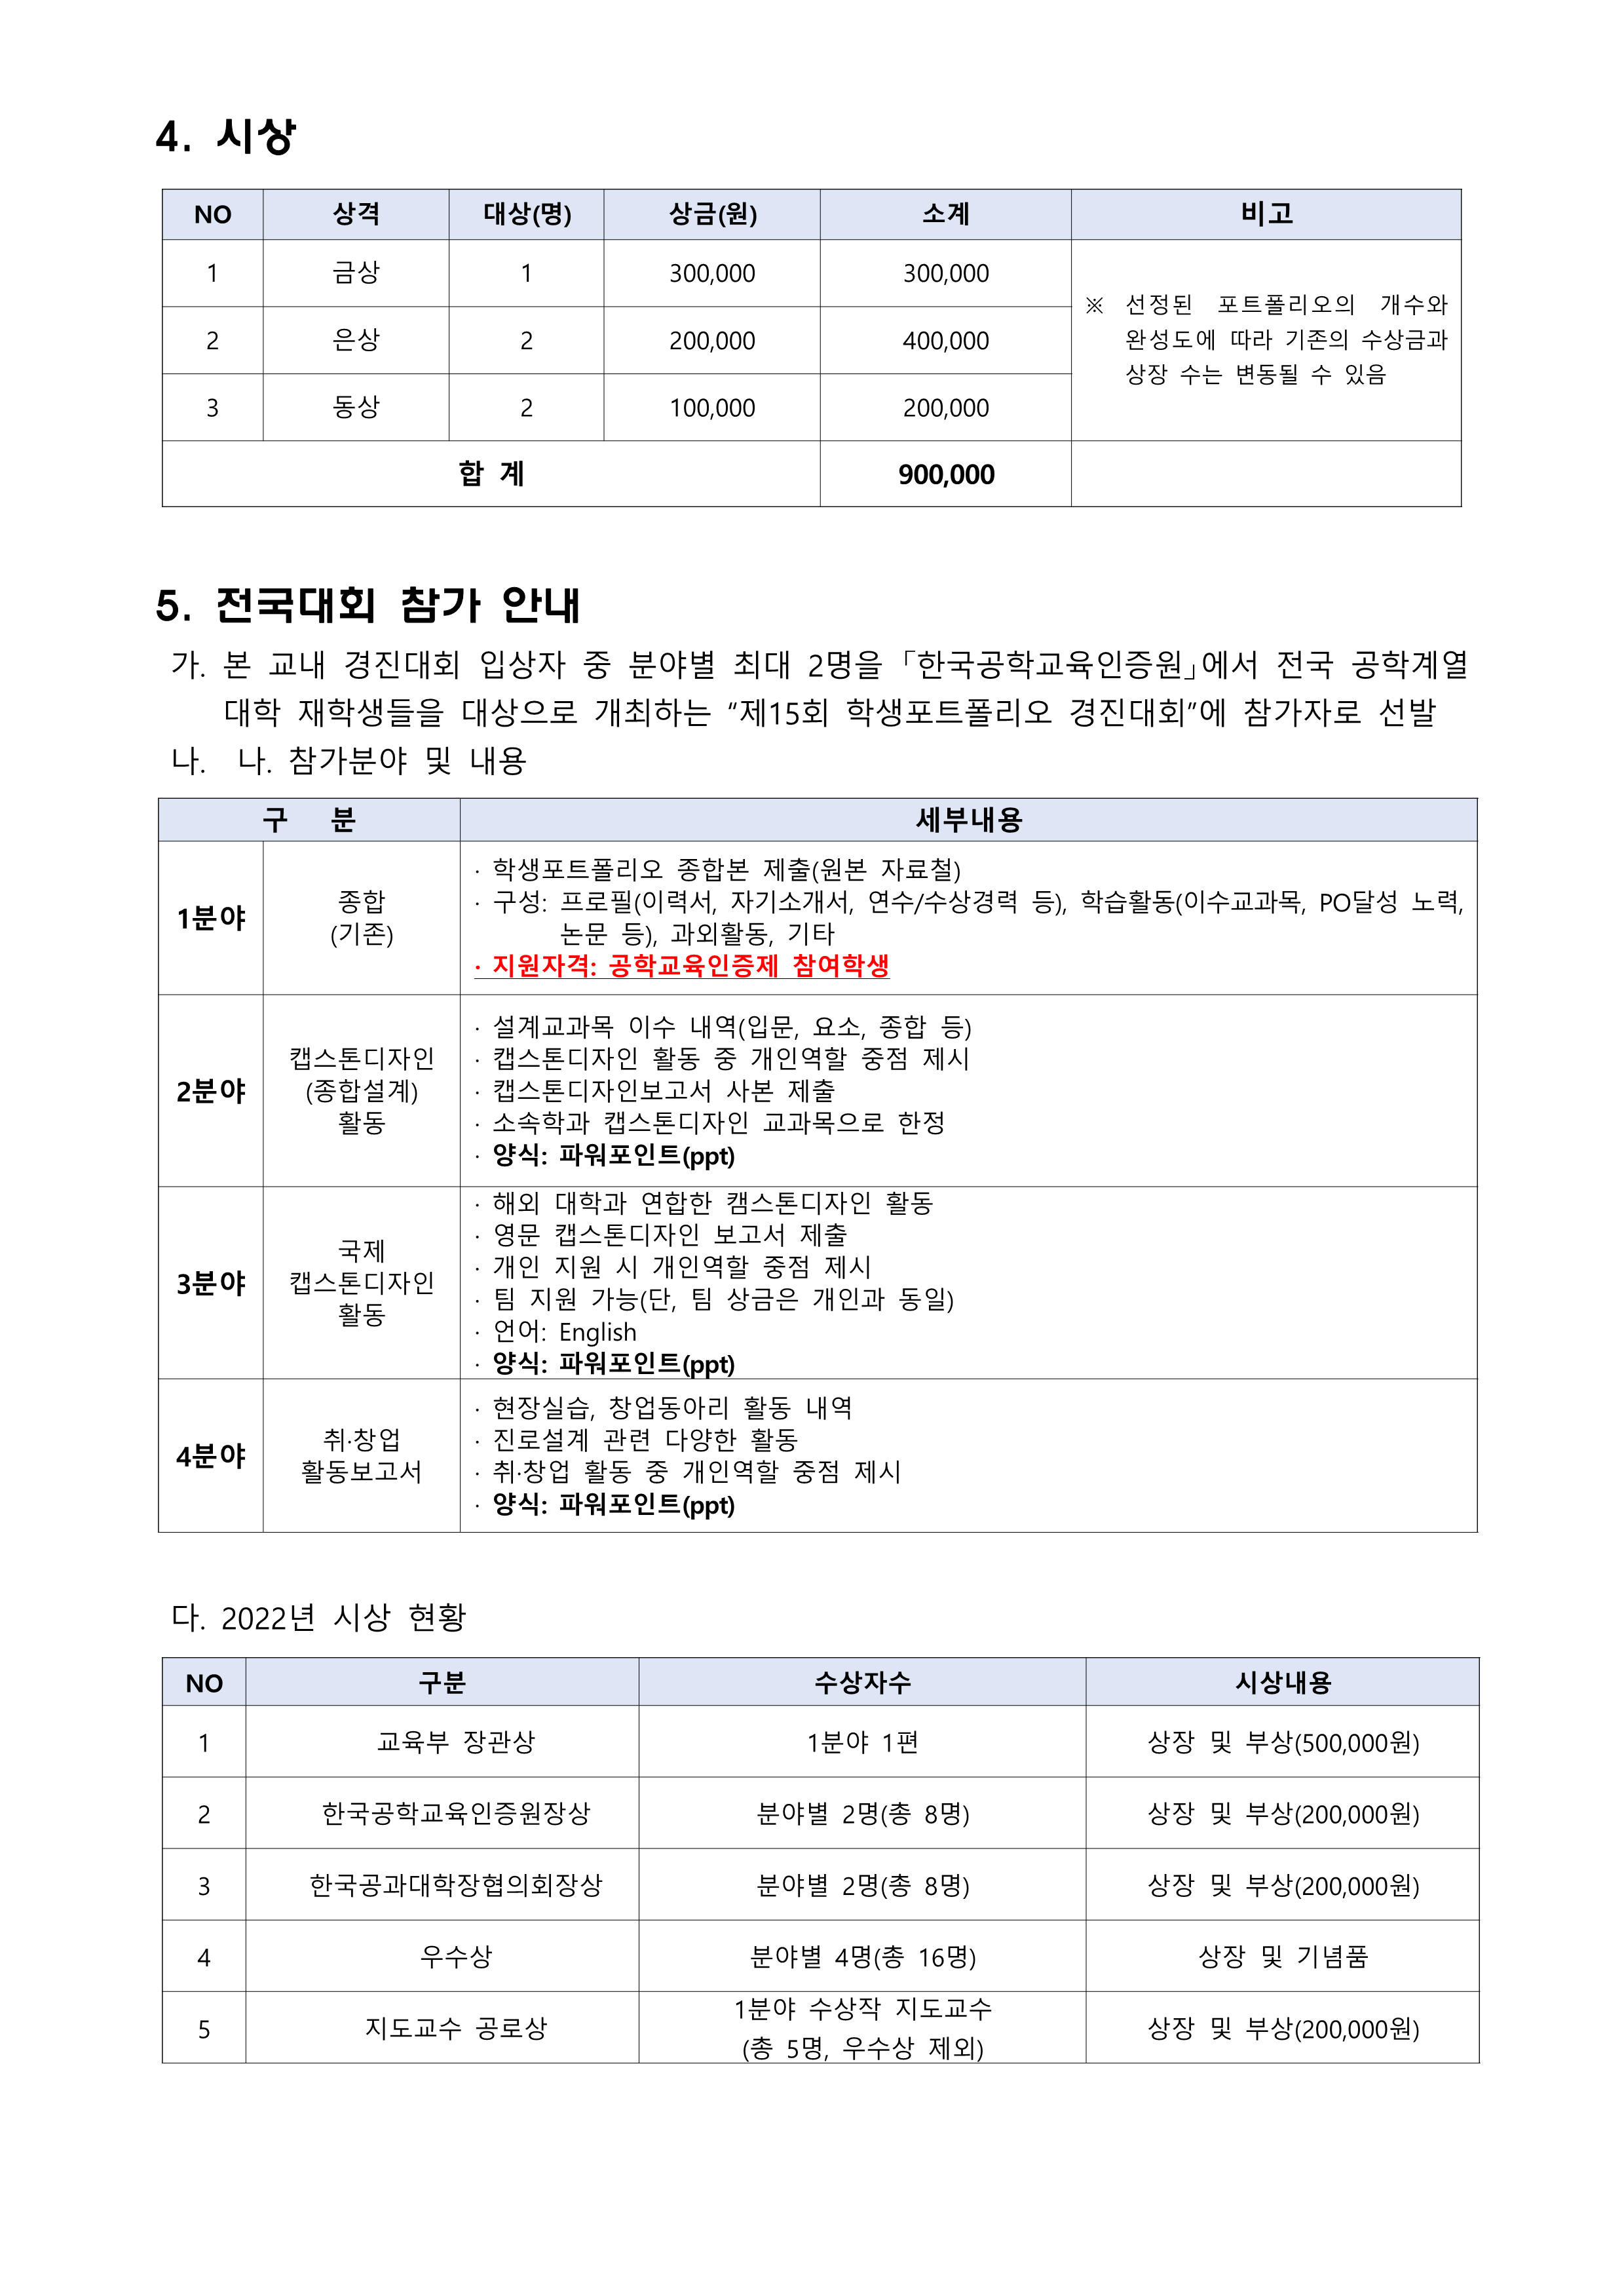 4. 시상
NO 상격 대상(명) 상금(원) 소계 비고
1 금상 1 300,000 300,000
2 은상 2 200,000 400,000
3 동상 2 100,000 200,000
※ 선정된 포트폴리오의 개수와
완성도에 따라 기존의 수상금과
상장 수는 변동될 수 있음
합 계 900,000
5. 전국대회 참가 안내
가. 본 교내 경진대회 입상자 중 분야별 최대 2명을 「한국공학교육인증원」에서 전국 공학계열
대학 재학생들을 대상으로 개최하는 “제15회 학생포트폴리오 경진대회”에 참가자로 선발
나. 나. 참가분야 및 내용
구 분 세부내용
1분야
종합
(기존)
· 학생포트폴리오 종합본 제출(원본 자료철)
· 구성: 프로필(이력서, 자기소개서, 연수/수상경력 등), 학습활동(이수교과목, PO달성 노력,
논문 등), 과외활동, 기타
· 지원자격: 공학교육인증제 참여학생
2분야
캡스톤디자인
(종합설계)
활동
· 설계교과목 이수 내역(입문, 요소, 종합 등)
· 캡스톤디자인 활동 중 개인역할 중점 제시
· 캡스톤디자인보고서 사본 제출
· 소속학과 캡스톤디자인 교과목으로 한정
· 양식: 파워포인트(ppt)
3분야
국제
캡스톤디자인
활동
· 해외 대학과 연합한 캠스톤디자인 활동
· 영문 캡스톤디자인 보고서 제출
· 개인 지원 시 개인역할 중점 제시
· 팀 지원 가능(단, 팀 상금은 개인과 동일)
· 언어: English
· 양식: 파워포인트(ppt)
4분야
취·창업
활동보고서
· 현장실습, 창업동아리 활동 내역
· 진로설계 관련 다양한 활동
· 취·창업 활동 중 개인역할 중점 제시
· 양식: 파워포인트(ppt)
다. 2022년 시상 현황
NO 구분 수상자수 시상내용
1 교육부 장관상 1분야 1편 상장 및 부상(500,000원)
2 한국공학교육인증원장상 분야별 2명(총 8명) 상장 및 부상(200,000원)
3 한국공과대학장협의회장상 분야별 2명(총 8명) 상장 및 부상(200,000원)
4 우수상 분야별 4명(총 16명) 상장 및 기념품
5 지도교수 공로상 1분야 수상작 지도교수
(총 5명, 우수상 제외) 상장 및 부상(200,000원)